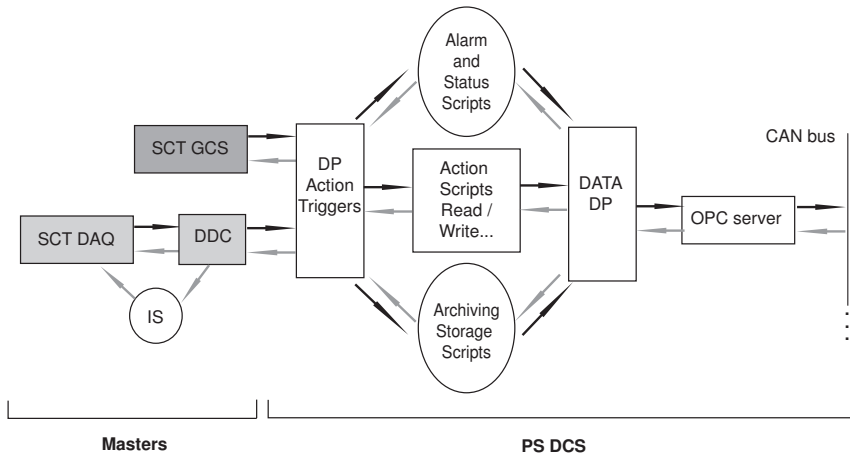 Alarm
and
Status
Scripts
CAN bus
SCT GCS
DP
Action
Triggers
Action
Scripts
Read /
Write...
DATA
DP
OPC server
SCT DAQ
DDC
IS
Archiving
Storage
Scripts
Masters
PS DCS